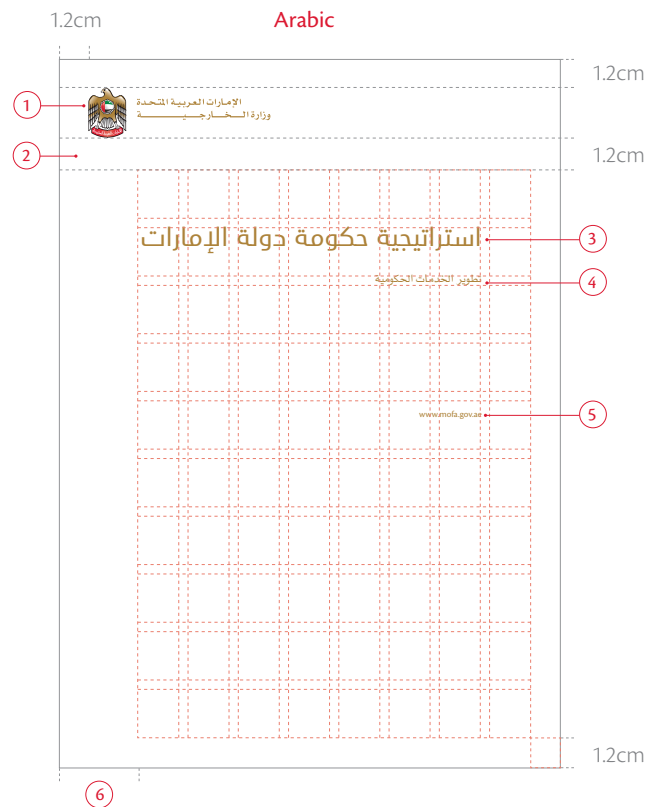 1.2cm
Arabic
1.2cm
1
الإمارات العربية المتحدة
وزارة الـــخـــارجـــيـــــــة
2
1.2cm
استراتيجية حكومة دولة الإمارات
3
تطوير الخدمات الحكومية
4
www.mofa.gov.ae
5
1.2cm
6